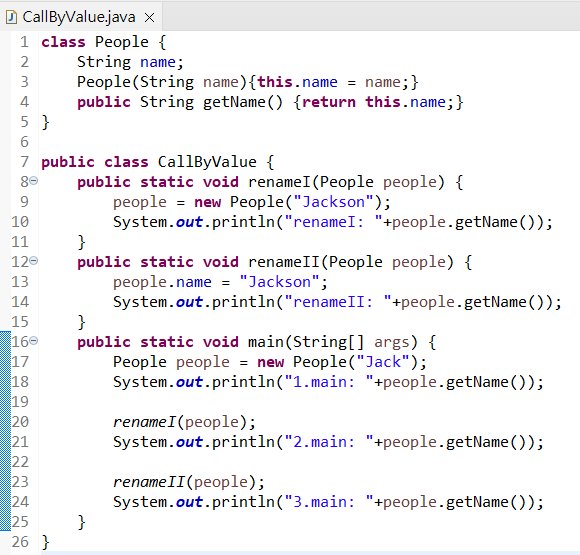 CallByValue.java
1 class People {
2     String name;
3     People(String name){this.name = name;}
4     public String getName() {return this.name;}
5 }
6
7 public class CallByValue {
8     public static void renameI(People people) {
9         people = new People("Jackson");
10         System.out.println("renameI: "+people.getName());
11     }
12     public static void renameII(People people) {
13         people.name = "Jackson";
14         System.out.println("renameII: "+people.getName());
15     }
16     public static void main(String[] args) {
17         People people = new People("Jack");
18         System.out.println("1.main: "+people.getName());
19
20         renameI(people);
21         System.out.println("2.main: "+people.getName());
22
23         renameII(people);
24         System.out.println("3.main: "+people.getName());
25     }
26 }